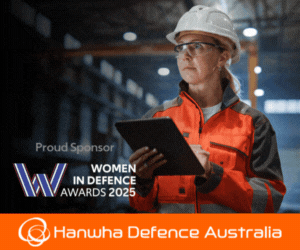 Proud Sponsor
WOMEN
IN DEFENCE
AWARDS 2025
Hanwha Defence Australia